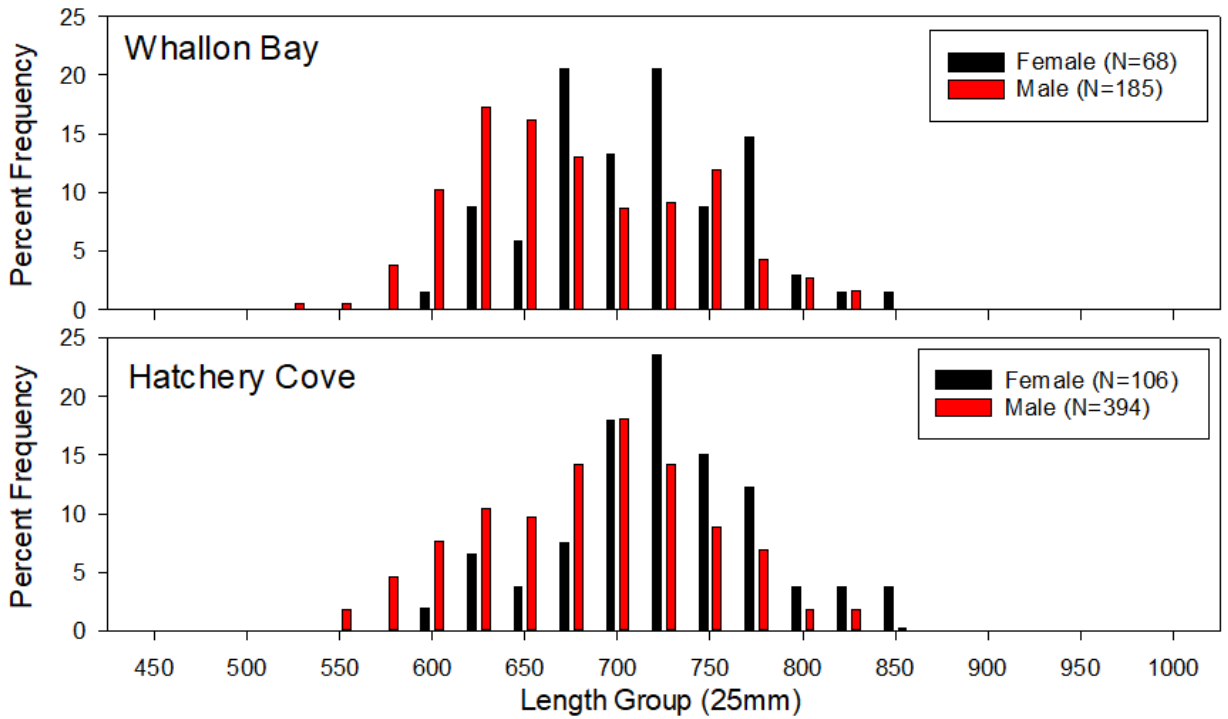 Whallon Bay
Female (N=68)
Male (N=185)
Percent Frequency
25
20
15
10
5
0
Hatchery Cove
Female (N=106)
Male (N=394)
Percent Frequency
25
20
15
10
5
0
450 500 550 600 650 700 750 800 850 900 950 1000
Length Group (25mm)